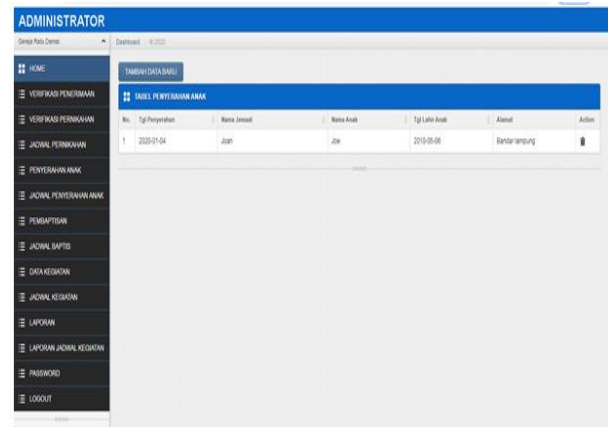 ADMINISTRATOR
Gereja Ratu Damai
Dashboard © 2020
HOME
TAMBAH DATA BARU
VERIFIKASI PENERIMAAN
TABEL PENYERAHAN ANAK
VERIFIKASI PERNIKAHAN
No. Tgl Penyerahan Nama Jemaat Nama Anak Tgl Lahir Anak Alamat Action
JADWAL PERNIKAHAN
1 2020-01-04 Joan Joe 2010-06-06 Bandar lampung
PENYERAHAN ANAK
JADWAL PENYERAHAN ANAK
PEMBAPTISAN
JADWAL BAPTIS
DATA KEGIATAN
JADWAL KEGIATAN
LAPORAN
LAPORAN JADWAL KEGIATAN
PASSWORD
LOGOUT